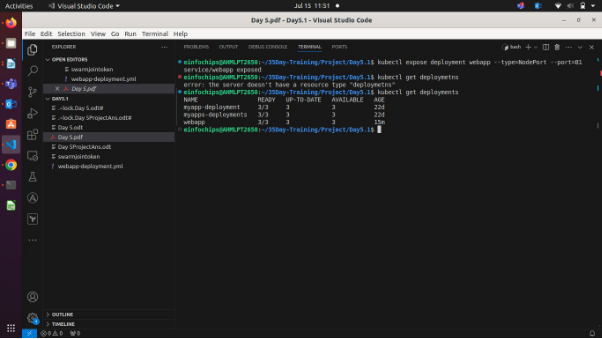 Activities
Visual Studio Code
Jul 15 11:51
Day 5.pdf - Day5.1 - Visual Studio Code
File Edit Selection View Go Run Terminal Help
EXPLORER
PROBLEMS OUTPUT DEBUG CONSOLE TERMINAL PORTS
bash
OPEN EDITORS
swarmjointoken
webapp-deployment.yml
Day 5.pdf
DAY5.1
.~lock.Day 5.odt#
.~lock.Day 5ProjectAns.odt#
Day 5.odt
Day 5.pdf
Day 5ProjectAns.odt
swarmjointoken
webapp-deployment.yml
OUTLINE
TIMELINE
einfochips@AHMLPT2650:~/35Day-Training/Project/Day5.1$ kubectl expose deployment webapp --type=NodePort --port=81
service/webapp exposed
einfochips@AHMLPT2650:~/35Day-Training/Project/Day5.1$ kubectl get deploymetns
error: the server doesn't have a resource type "deploymetns"
einfochips@AHMLPT2650:~/35Day-Training/Project/Day5.1$ kubectl get deployments
NAME READY UP-TO-DATE AVAILABLE AGE
myapp-deployment 3/3 3 3 22d
myapps-deployments 3/3 3 3 22d
webapp 3/3 3 3 15m
einfochips@AHMLPT2650:~/35Day-Training/Project/Day5.1$
0 0 0